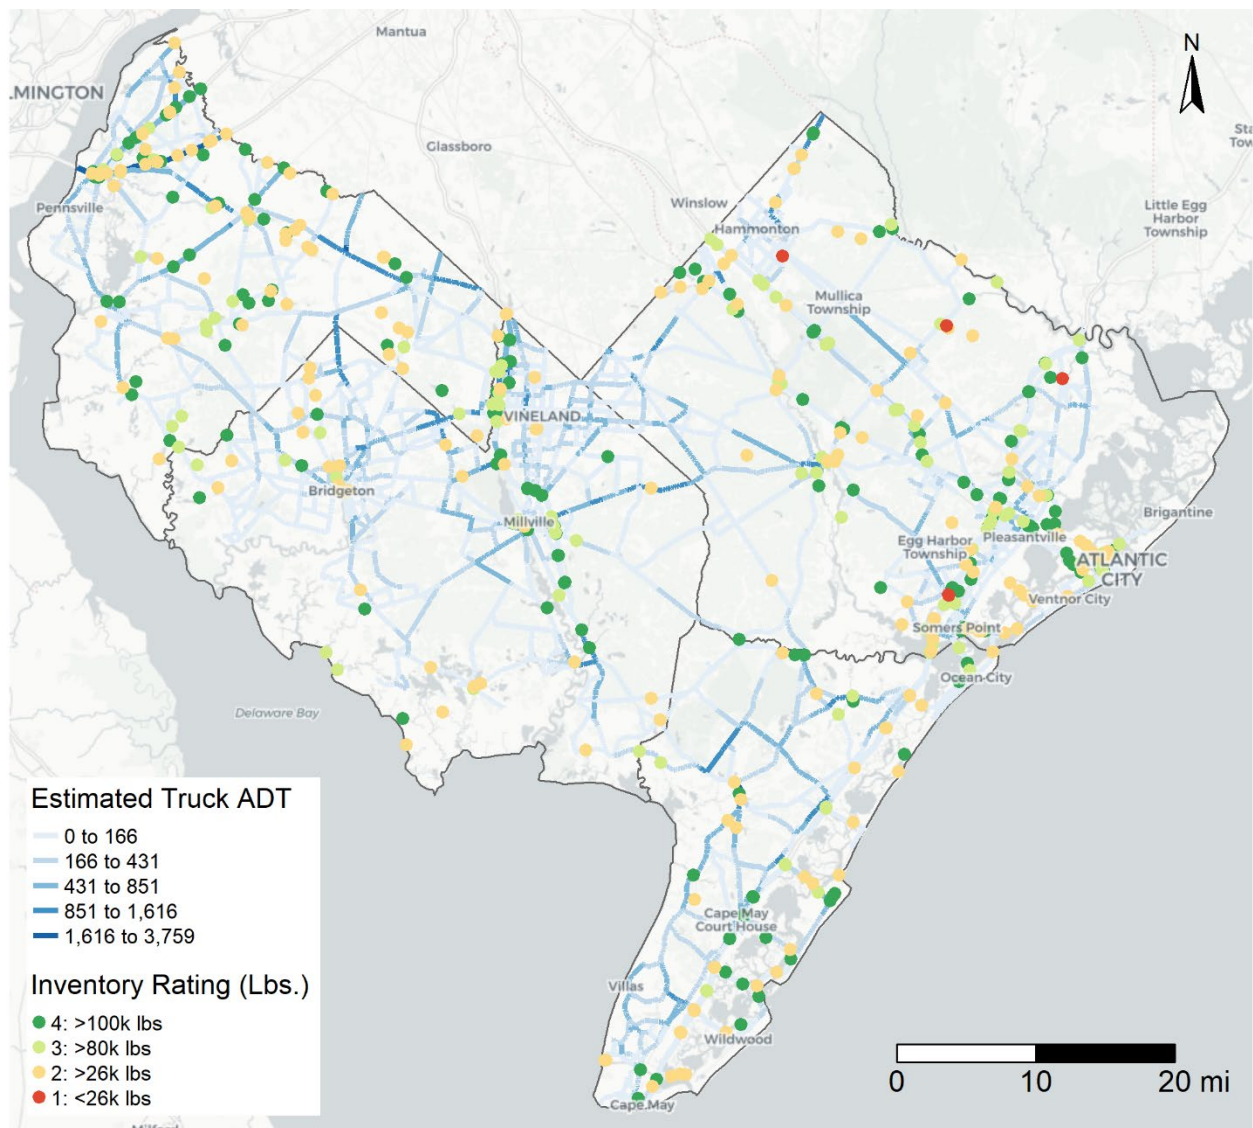 Mantua
N
LMINGTON
Glassboro
Pennsville
Winslow
Hammonton
Little Egg
Harbor
Township
Mullica
Township
VINELAND
Bridgeton
Millville
Brigantine
Egg Harbor
Township
Pleasantville
ATLANTIC
CITY
Ventnor City
Somers Point
Ocean City
Delaware Bay
Estimated Truck ADT
0 to 166
166 to 431
431 to 851
851 to 1,616
1,616 to 3,759
Cape May
Court House
Villas
Inventory Rating (Lbs.)
4: >100k lbs
3: >80k lbs
2: >26k lbs
1: <26k lbs
Wildwood
Cape May
0 10 20 mi